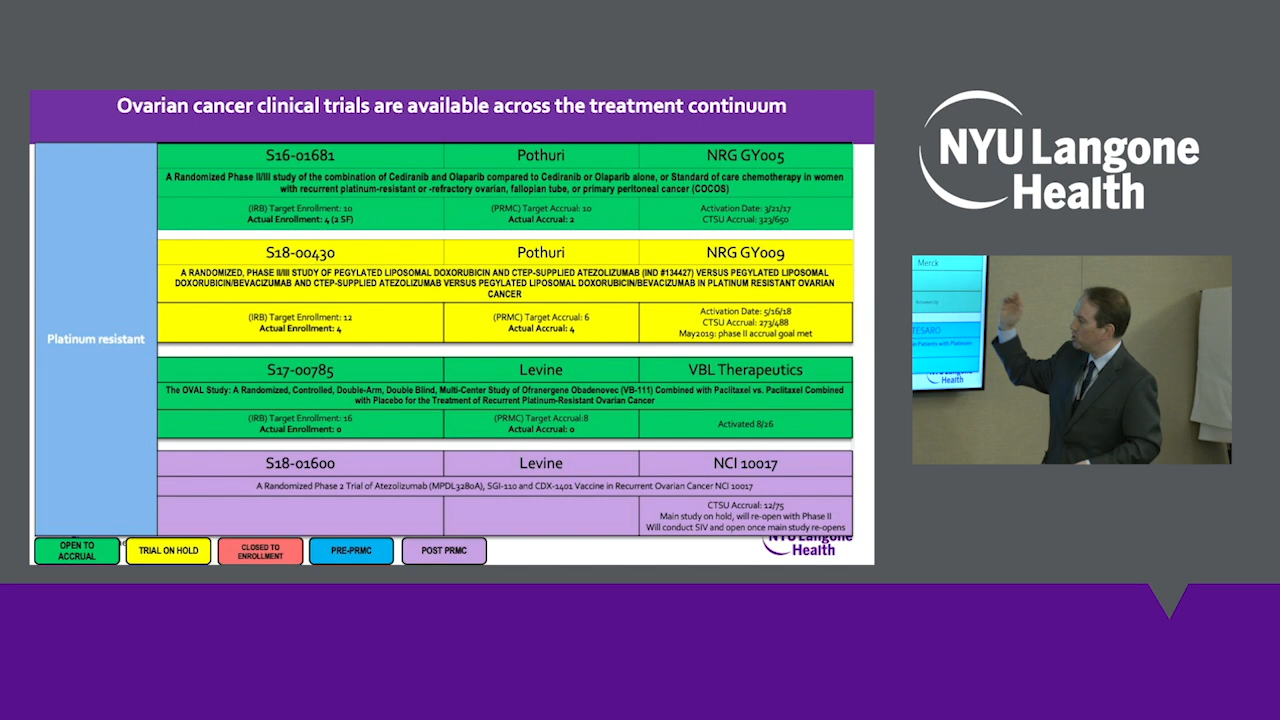 Ovarian cancer clinical trials are available across the treatment continuum
Platinum resistant
S16-01681
Pothuri
NRG GY005
A Randomized Phase II/III study of the combination of Cediranib and Olaparib compared to Cediranib or Olaparib alone, or Standard of care chemotherapy in women
with recurrent platinum-resistant or -refractory ovarian, fallopian tube, or primary peritoneal cancer (COCOS)
(IRB) Target Enrollment: 10
Actual Enrollment: 4 (2 SF)
(PRMC) Target Accrual: 10
Actual Accrual: 2
Activation Date: 3/21/17
CTSU Accrual: 323/650
S18-00430
Pothuri
NRG GY009
A RANDOMIZED, PHASE II/III STUDY OF PEGYLATED LIPOSOMAL DOXORUBICIN AND CTEP-SUPPLIED ATEZOLIZUMAB (IND #134427) VERSUS PEGYLATED LIPOSOMAL
DOXORUBICIN/BEVACIZUMAB AND CTEP-SUPPLIED ATEZOLIZUMAB VERSUS PEGYLATED LIPOSOMAL DOXORUBICIN/BEVACIZUMAB IN PLATINUM RESISTANT OVARIAN
CANCER
(IRB) Target Enrollment: 12
Actual Enrollment: 4
(PRMC) Target Accrual: 6
Actual Accrual: 4
Activation Date: 5/16/18
CTSU Accrual: 273/488
May2019: phase II accrual goal met
S17-00785
Levine
VBL Therapeutics
The OVAL Study: A Randomized, Controlled, Double-Arm, Double Blind, Multi-Center Study of Ofranergene Obadenovec (VB-111) Combined with Paclitaxel vs. Paclitaxel Combined
with Placebo for the Treatment of Recurrent Platinum-Resistant Ovarian Cancer
(IRB) Target Enrollment: 16
Actual Enrollment: 0
(PRMC) Target Accrual:8
Actual Accrual: 0
Activated 8/26
S18-01600
Levine
NCI 10017
A Randomized Phase 2 Trial of Atezolizumab (MPDL3280A), SGI-110 and CDX-1401 Vaccine in Recurrent Ovarian Cancer NCI 10017
CTSU Accrual: 12/75
Main study on hold, will re-open with Phase II
Will conduct SIV and open once main study re-opens
OPEN TO
ACCRUAL
TRIAL ON HOLD
CLOSED TO
ENROLLMENT
PRE-PRMC
POST PRMC
NYU Langone
Health
NYU Langone
Health
Merck
TESARO
in Patients with Platinum
Health